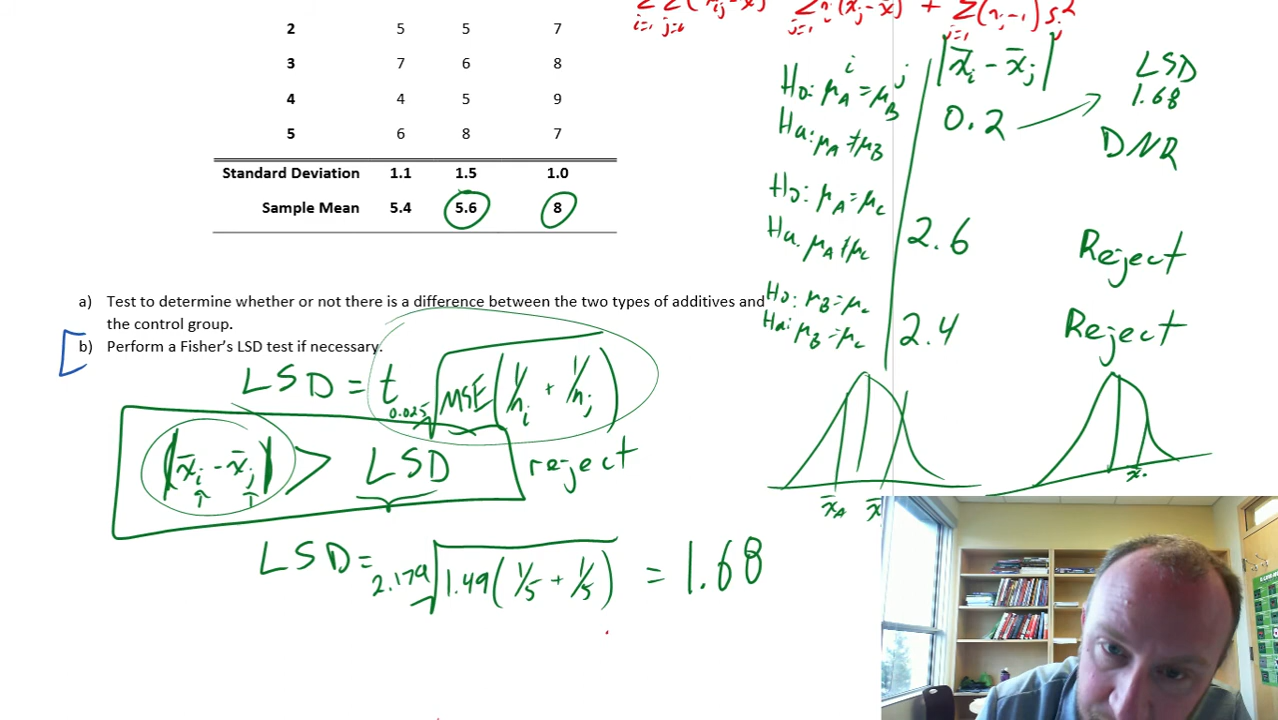 2 5 5 7
3 7 6 8
4 4 5 9
5 6 8 7
Standard Deviation 1.1 1.5 1.0
Sample Mean 5.4 5.6 8
a) Test to determine whether or not there is a difference between the two types of additives and
the control group.
b) Perform a Fisher's LSD test if necessary.
LSD = t 0.025 √MSE(1/nᵢ + 1/nⱼ)
|x̄ᵢ - x̄ⱼ| > LSD reject
LSD = 2.179 √1.49(1/5 + 1/5) = 1.68
i j
|x̄ᵢ - x̄ⱼ| LSD
1.68
H0: μA = μB 0.2 DNR
Ha: μA ≠ μB
H0: μA = μC
Ha: μA ≠ μC 2.6 Reject
H0: μB = μC
Ha: μB = μC 2.4 Reject
x̄A x̄
x̄